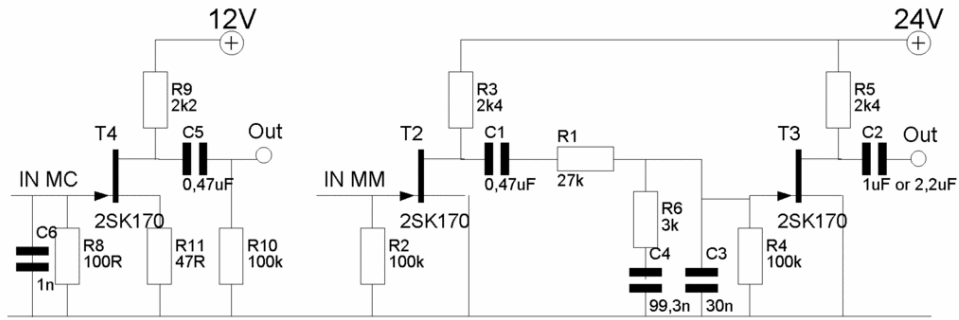 12V
24V
R9
2k2
R3
2k4
R5
2k4
T4
C5
Out
T2
C1
R1
T3
C2
Out
IN MC
0,47uF
IN MM
0,47uF
27k
1uF or 2,2uF
2SK170
2SK170
R6
3k
2SK170
C6
1n
R8
100R
R11
47R
R10
100k
R2
100k
C4
99,3n
C3
30n
R4
100k